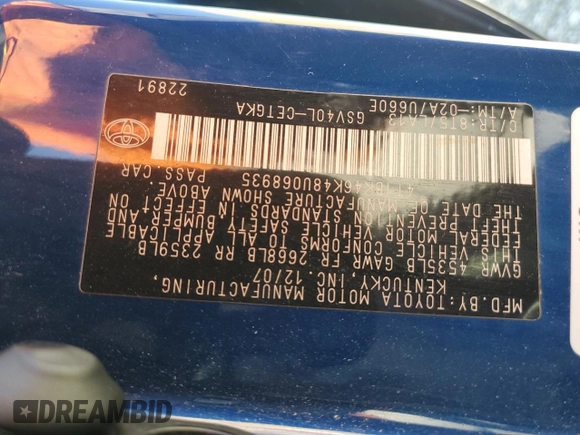 MFD.BY: TOYOTA MOTOR MANUFACTURING,
KENTUCKY, INC. 12/07
GVWR 4535LB GAWR FR 2668LB RR 2359LB
THIS VEHICLE CONFORMS TO ALL APPLICABLE
FEDERAL MOTOR VEHICLE SAFETY, BUMPER AND
THEFT PREVENTION STANDARDS IN EFFECT ON
THE DATE OF MANUFACTURE SHOWN ABOVE.
46K48U068935 PASS.CAR
C/TR:8T5/ A13 GSV40L-CETGKA
A/TM:-02A/U660E 22891
DREAMBID